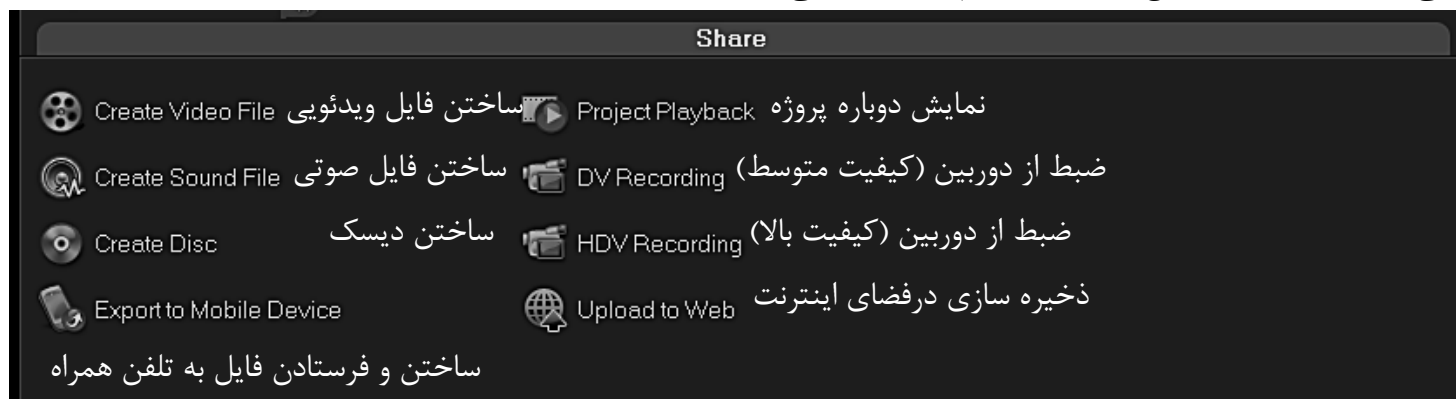 Share
Create Video File ساختن فایل ویدئویی Project Playback نمایش دوباره پروژه
Create Sound File ساختن فایل صوتی DV Recording ضبط از دوربین (کیفیت متوسط)
Create Disc ساختن دیسک HDV Recording ضبط از دوربین (کیفیت بالا)
Export to Mobile Device Upload to Web ذخیره سازی درفضای اینترنت
ساختن و فرستادن فایل به تلفن همراه